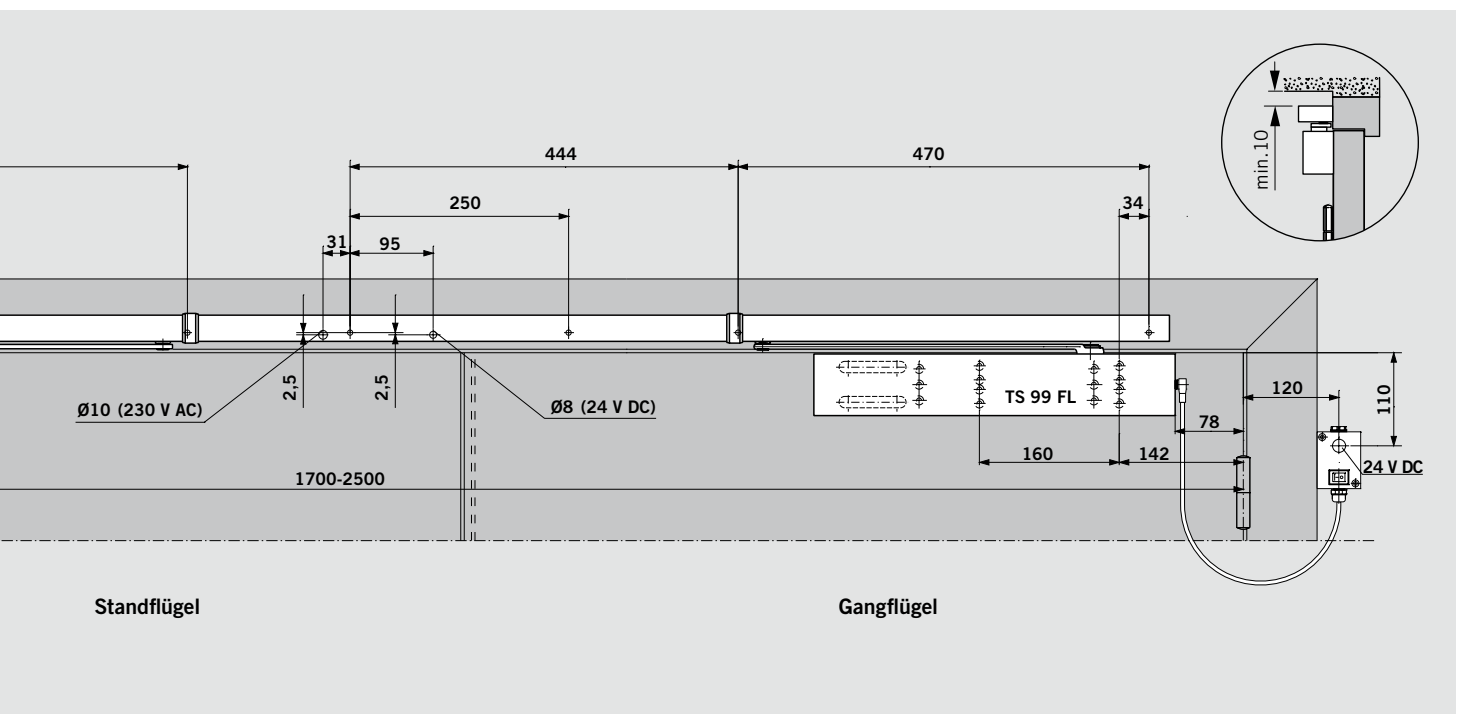 444
470
250
34
31
95
min.10
2,5
2,5
Ø10 (230 V AC)
Ø8 (24 V DC)
TS 99 FL
120
110
78
160
142
24 V DC
1700-2500
Standflügel
Gangflügel